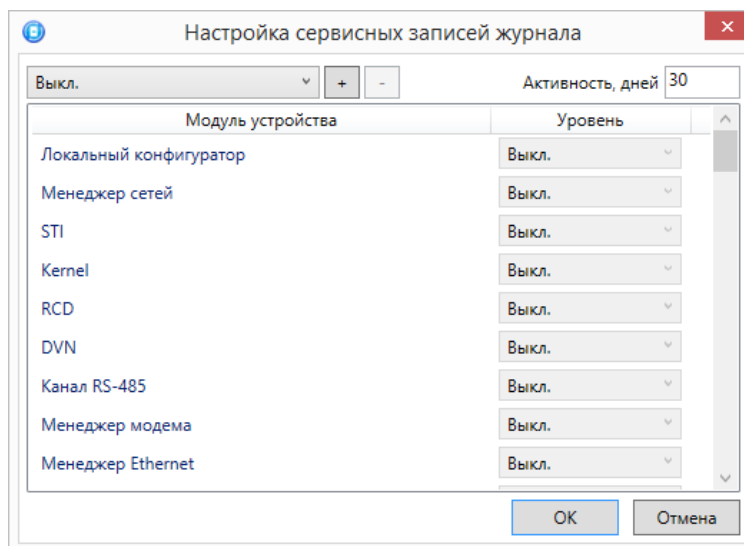 Настройка сервисных записей журнала
Выкл. + - Активность, дней 30
Модуль устройства Уровень
Локальный конфигуратор Выкл.
Менеджер сетей Выкл.
STI Выкл.
Kernel Выкл.
RCD Выкл.
DVN Выкл.
Канал RS-485 Выкл.
Менеджер модема Выкл.
Менеджер Ethernet Выкл.
OK Отмена